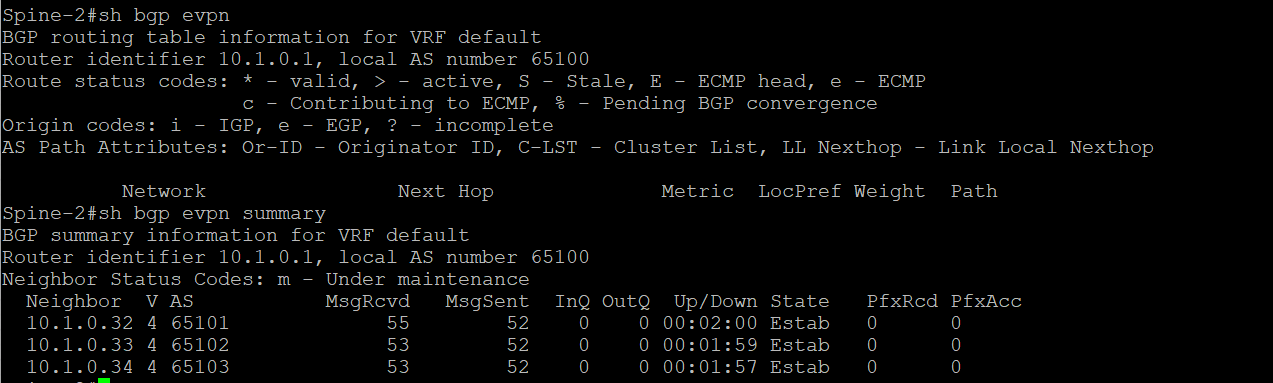 Spine-2#sh bgp evpn
BGP routing table information for VRF default
Router identifier 10.1.0.1, local AS number 65100
Route status codes: * - valid, > - active, S - Stale, E - ECMP head, e - ECMP
                    c - Contributing to ECMP, % - Pending BGP convergence
Origin codes: i - IGP, e - EGP, ? - incomplete
AS Path Attributes: Or-ID - Originator ID, C-LST - Cluster List, LL Nexthop - Link Local Nexthop

          Network                Next Hop              Metric  LocPref Weight  Path
Spine-2#sh bgp evpn summary
BGP summary information for VRF default
Router identifier 10.1.0.1, local AS number 65100
Neighbor Status Codes: m - Under maintenance
  Neighbor  V AS           MsgRcvd   MsgSent  InQ OutQ  Up/Down State   PfxRcd PfxAcc
  10.1.0.32 4 65101             55        52    0    0 00:02:00 Estab   0      0
  10.1.0.33 4 65102             53        52    0    0 00:01:59 Estab   0      0
  10.1.0.34 4 65103             53        52    0    0 00:01:57 Estab   0      0